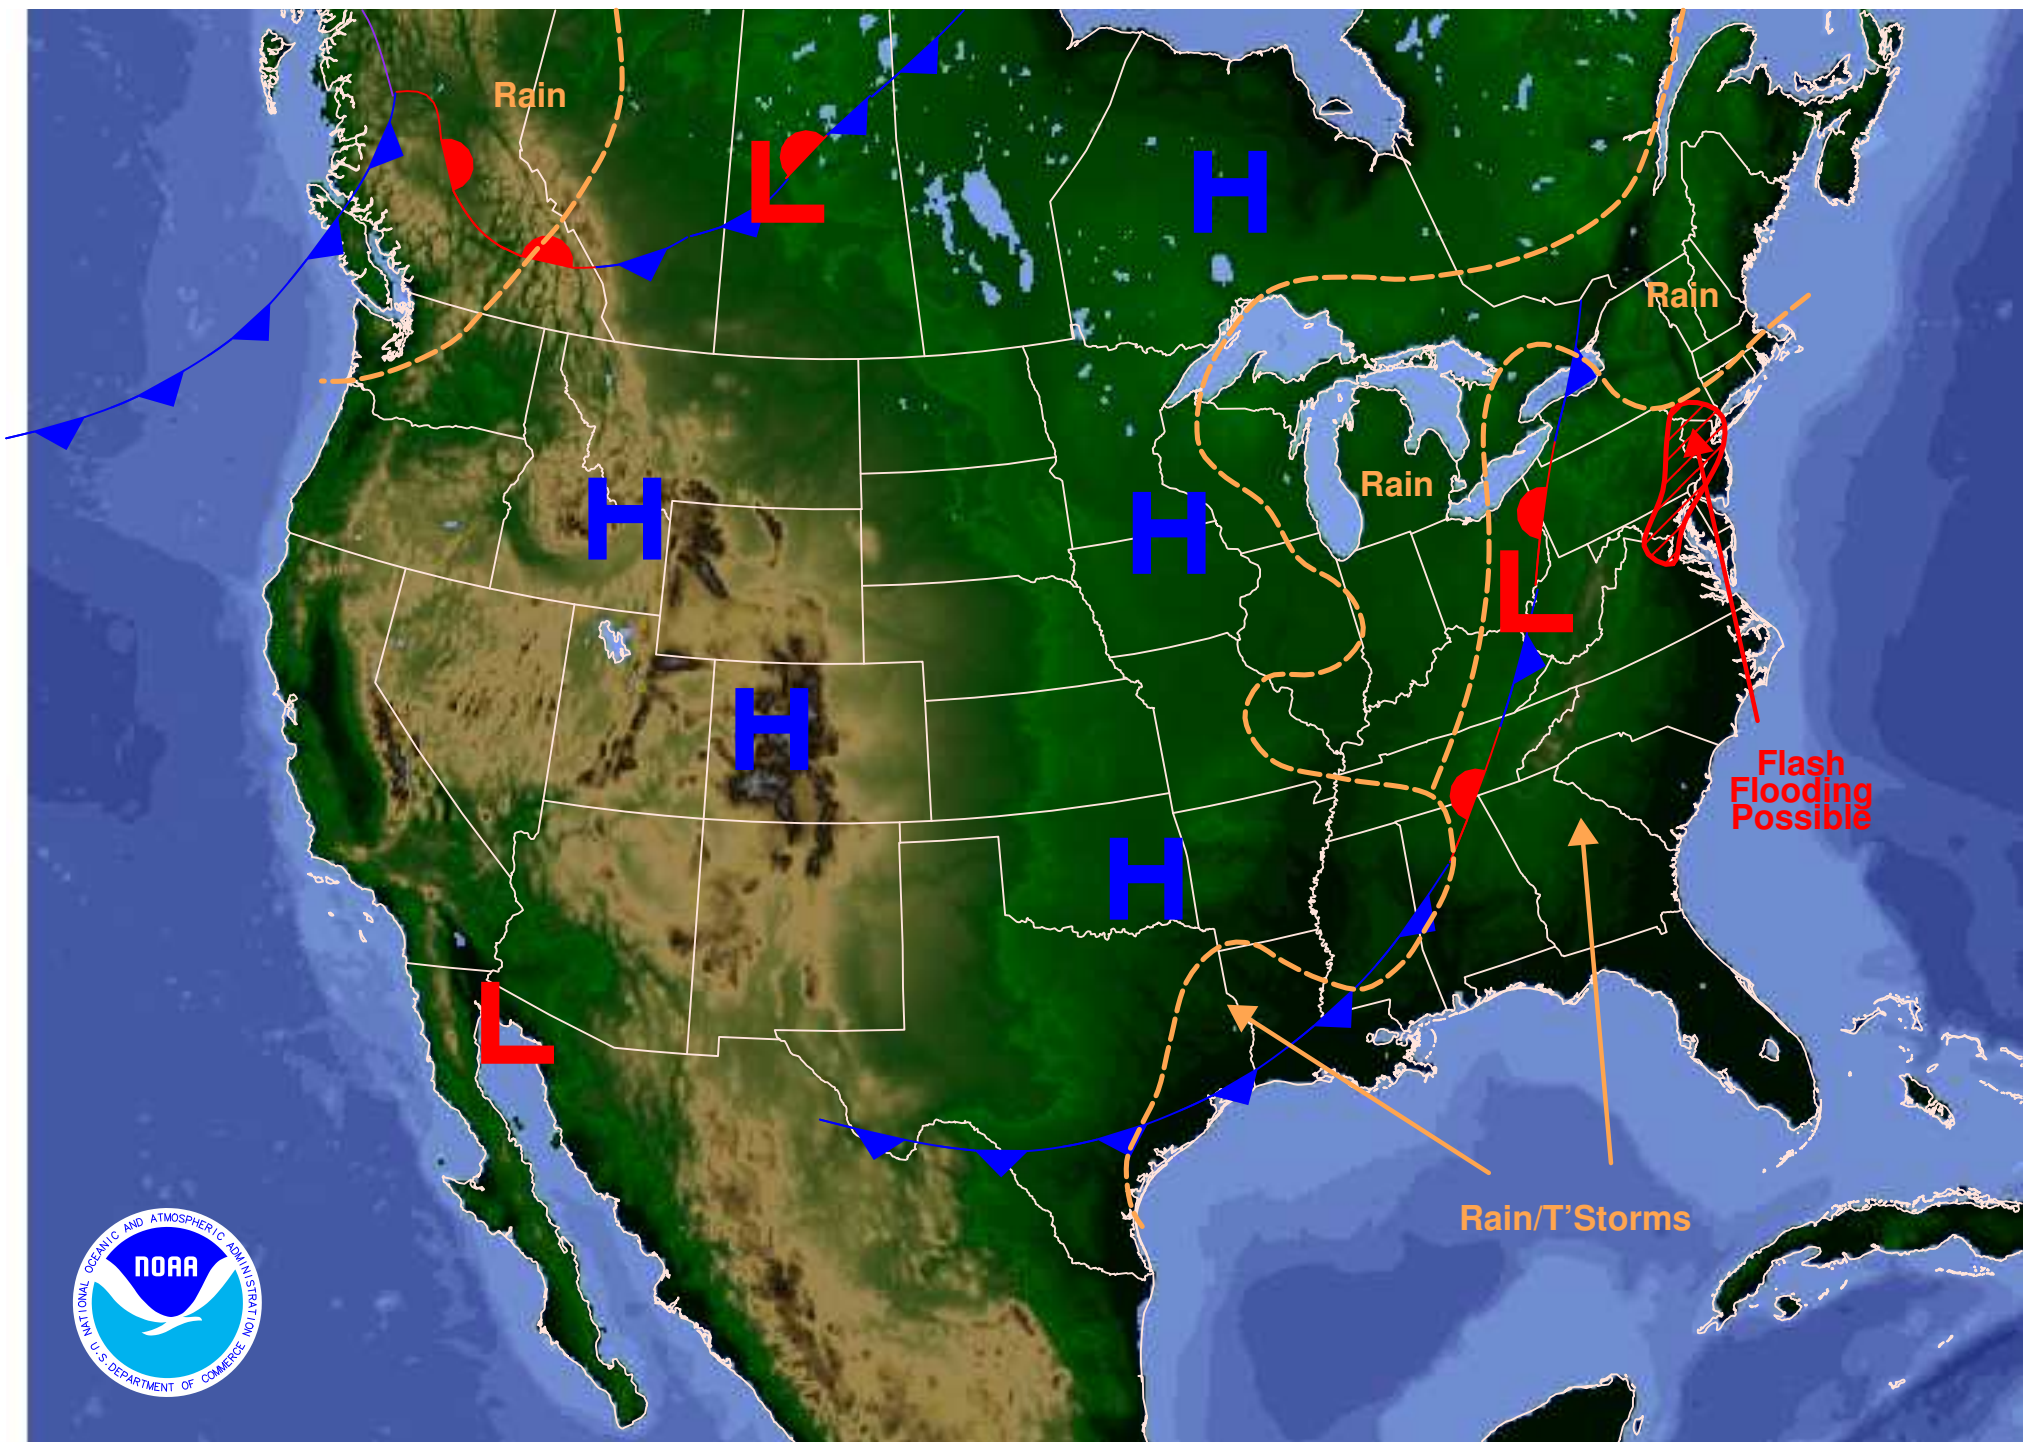 Rain
L
H
Rain
H
H
Rain
L
H
Flash
Flooding
Possible
H
L
Rain/T'Storms
NOAA
NATIONAL OCEANIC AND ATMOSPHERIC ADMINISTRATION
U.S. DEPARTMENT OF COMMERCE